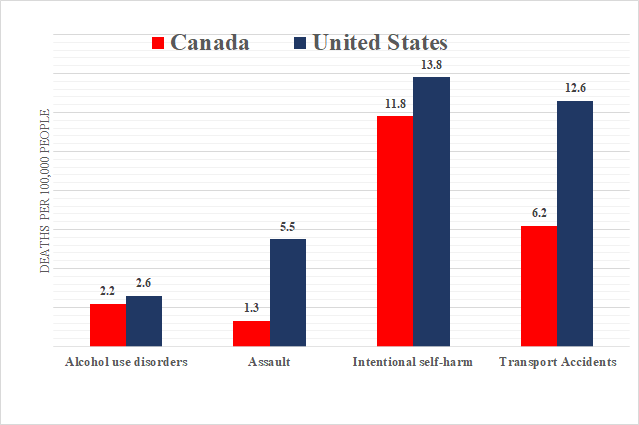 Canada United States
DEATHS PER 100,000 PEOPLE
2.2 2.6 1.3 5.5 11.8 13.8 6.2 12.6
Alcohol use disorders Assault Intentional self-harm Transport Accidents